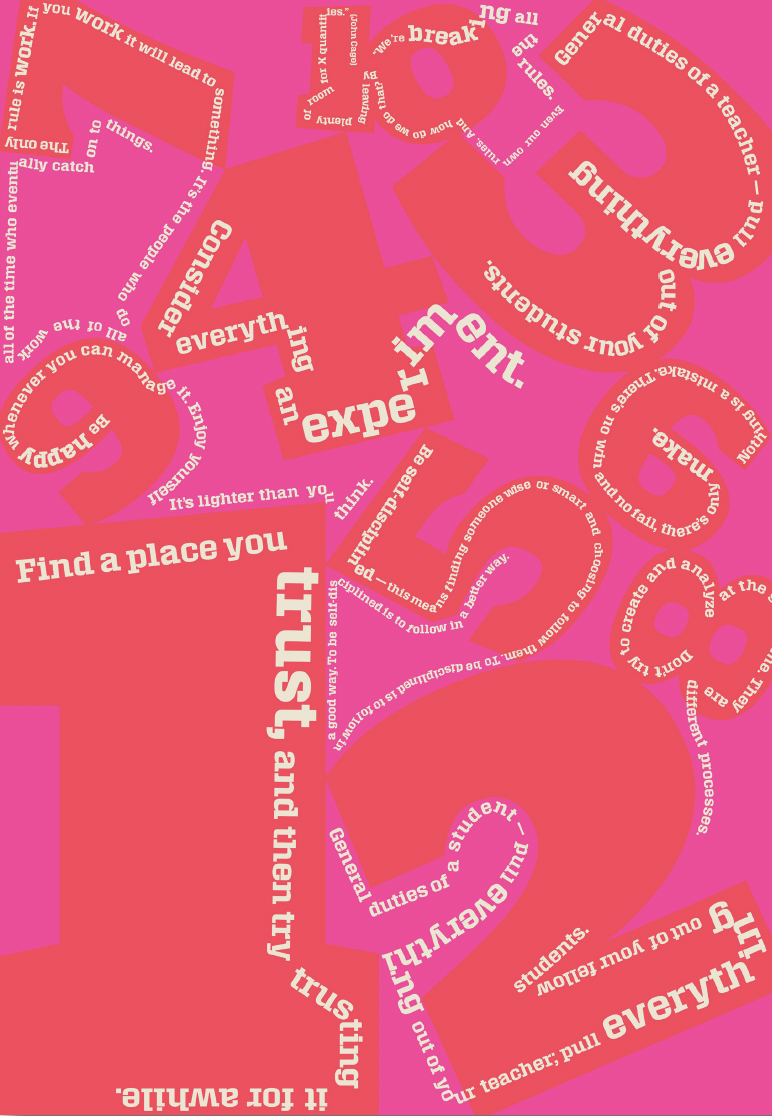 Find a place you trust, and then try trusting it for awhile.
General duties of a student — pull everything out of your teacher; pull everything out of your fellow students.
General duties of a teacher — pull everything out of your students.
Consider everything an experiment.
Be self-disciplined — this means finding someone wise or smart and choosing to follow them. To be disciplined is to follow in a good way. To be self-disciplined is to follow in a better way.
Nothing is a mistake. There's no win and no fail, there's only make.
The only rule is work. If you work it will lead to something. It's the people who do all of the work all of the time who eventually catch on to things.
Don't try to create and analyze at the me They are different processes.
Be happy whenever you can manage it. Enjoy yourself It's lighter than you think.
"We're breaking all the rules. Even our own rules. And how do we do that? By leaving plenty of room for X quantities." (John Cage)